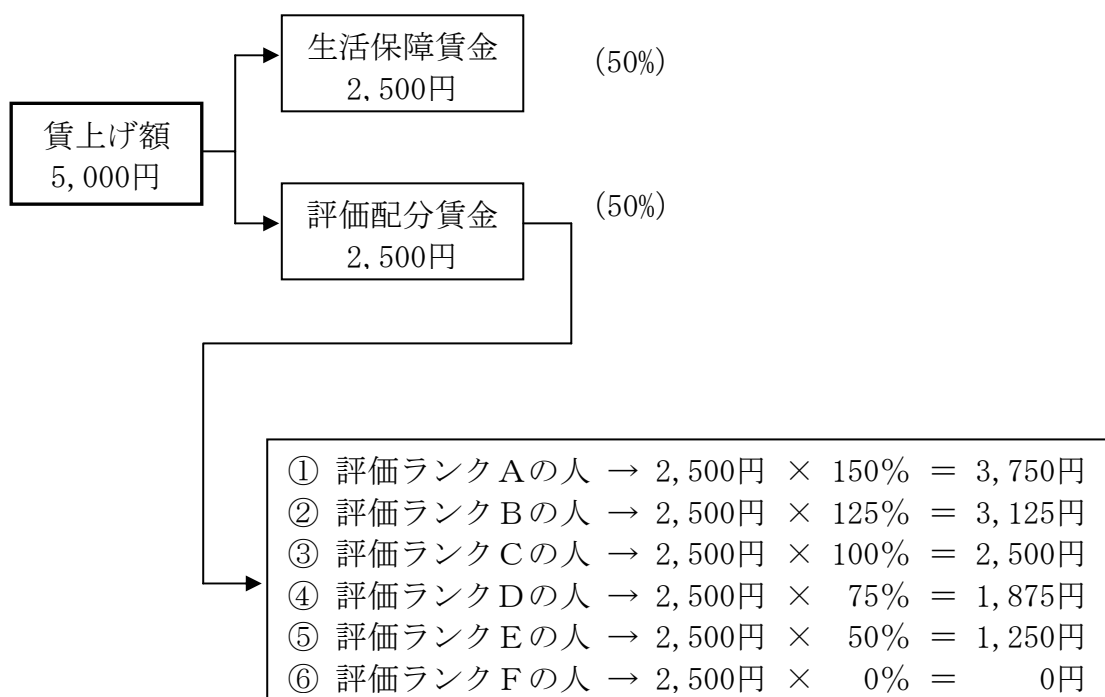 生活保障賃金
2,500円
(50%)
賃上げ額
5,000円
評価配分賃金
2,500円
(50%)
① 評価ランクAの人 → 2,500円 × 150% = 3,750円
② 評価ランクBの人 → 2,500円 × 125% = 3,125円
③ 評価ランクCの人 → 2,500円 × 100% = 2,500円
④ 評価ランクDの人 → 2,500円 × 75% = 1,875円
⑤ 評価ランクEの人 → 2,500円 × 50% = 1,250円
⑥ 評価ランクFの人 → 2,500円 × 0% = 0円